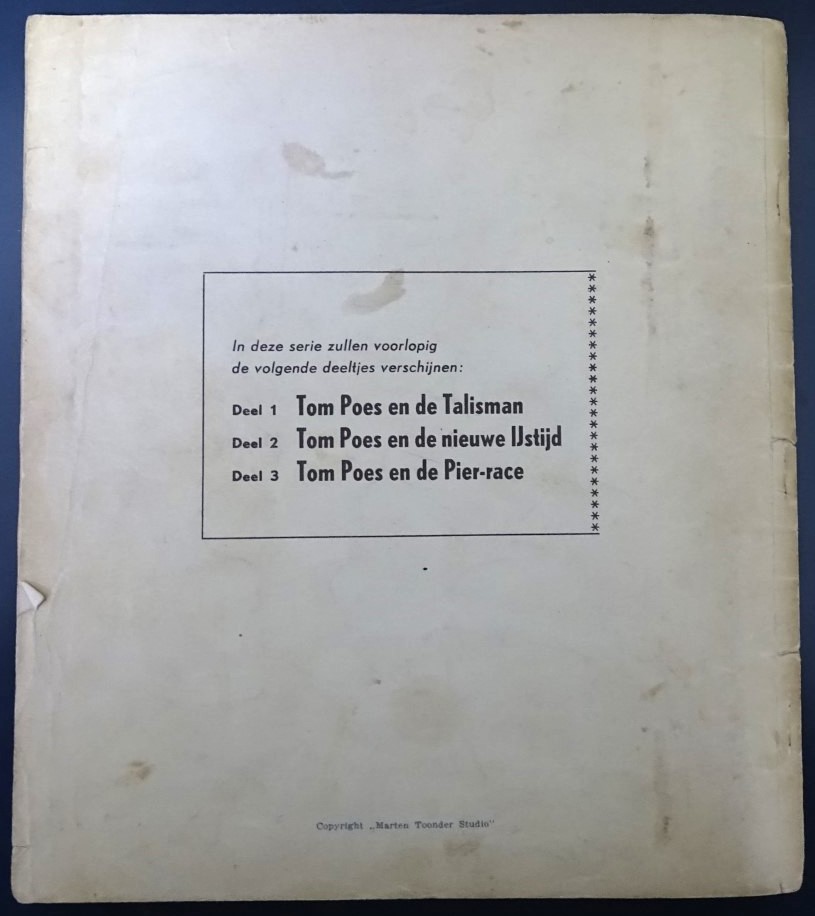 In deze serie zullen voorlopig
de volgende deeltjes verschijnen:
Deel 1 Tom Poes en de Talisman
Deel 2 Tom Poes en de nieuwe IJstijd
Deel 3 Tom Poes en de Pier-race
Copyright „Marten Toonder Studio"